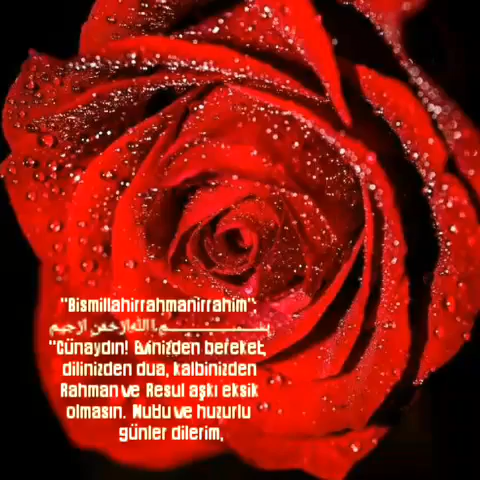 "Bismillahirrahmanirrahim":
بسم الله الرحمن الرحيم
"Günaydın! Evinizden bereket,
dilinizden dua, kalbinizden
Rahman ve Resul aşkı eksik
olmasın. Mutlu ve huzurlu
günler dilerim,